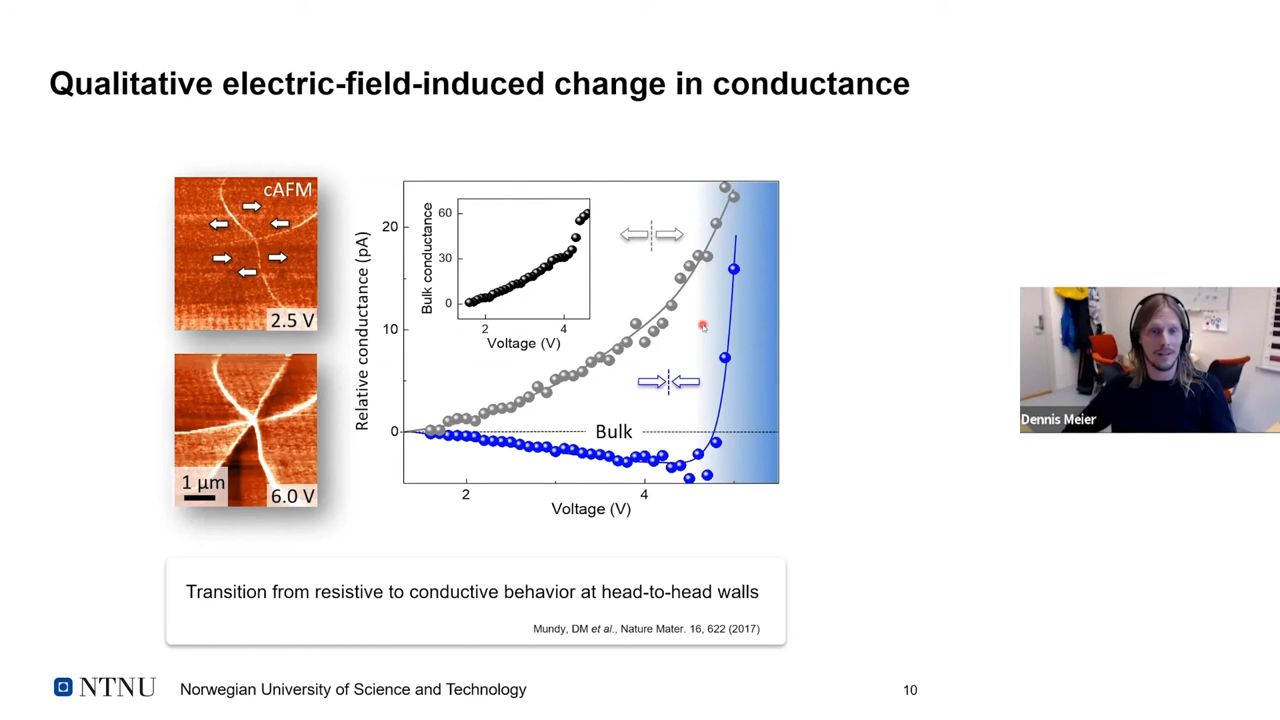 Qualitative electric-field-induced change in conductance
cAFM
2.5 V
1 µm
6.0 V
Relative conductance (pA)
20
10
0
Bulk conductance
60
30
0
2 4
Voltage (V)
Bulk
2 4
Voltage (V)
Transition from resistive to conductive behavior at head-to-head walls
Mundy, DM et al., Nature Mater. 16, 622 (2017)
Dennis Meier
NTNU Norwegian University of Science and Technology
10